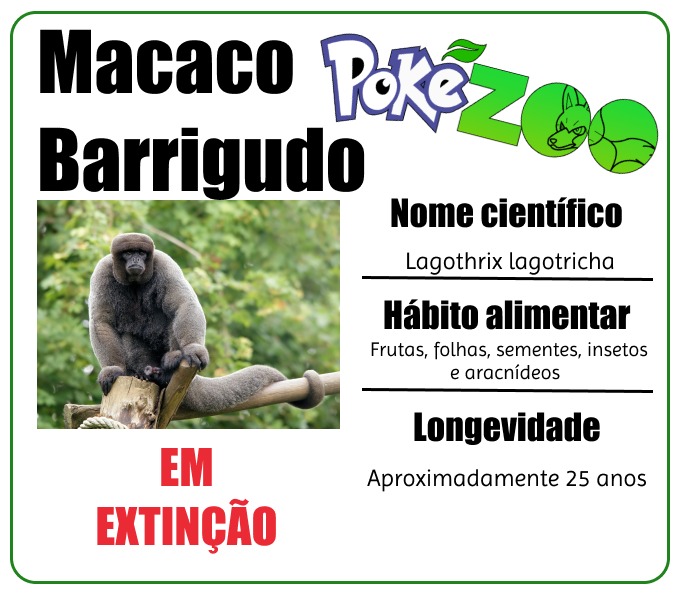 Macaco
Barrigudo
PoKéZOO
Nome científico
Lagothrix lagotricha
Hábito alimentar
Frutas, folhas, sementes, insetos
e aracnídeos
Longevidade
Aproximadamente 25 anos
EM
EXTINÇÃO